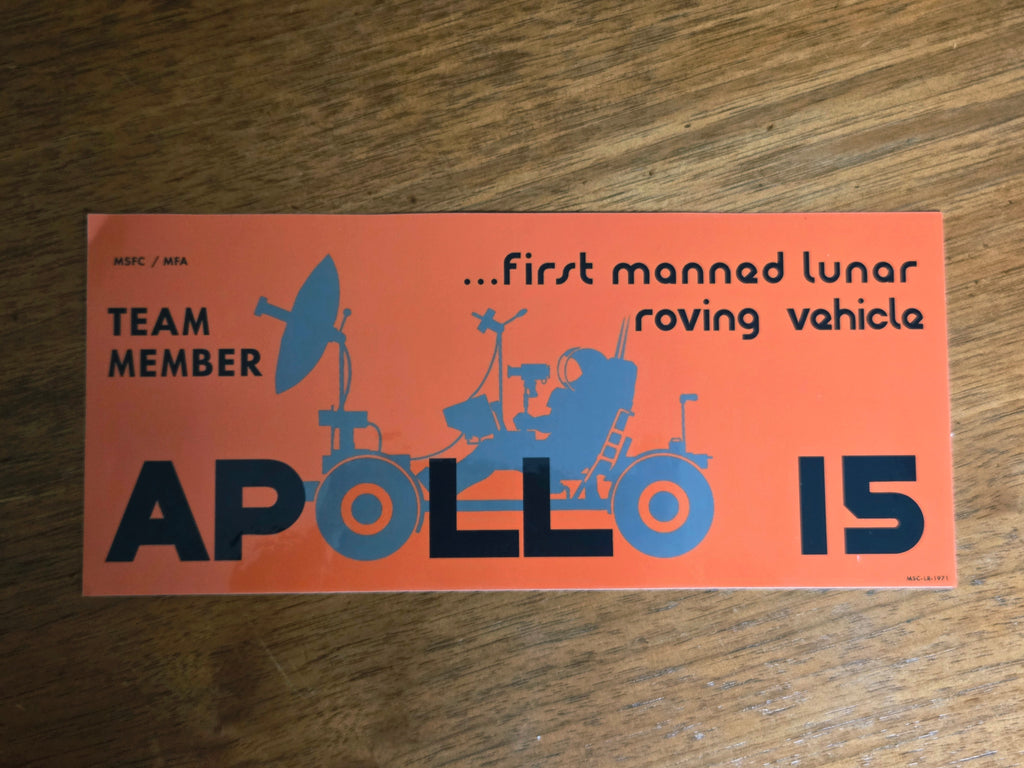 MSFC / MFA
TEAM
MEMBER
...first manned lunar
roving vehicle
APOLLO 15
MSC-LR-1971